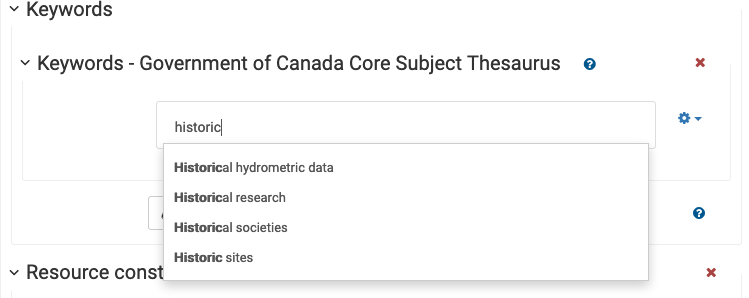 Keywords
Keywords - Government of Canada Core Subject Thesaurus
historic
Historical hydrometric data
Historical research
Historical societies
Historic sites
Resource const